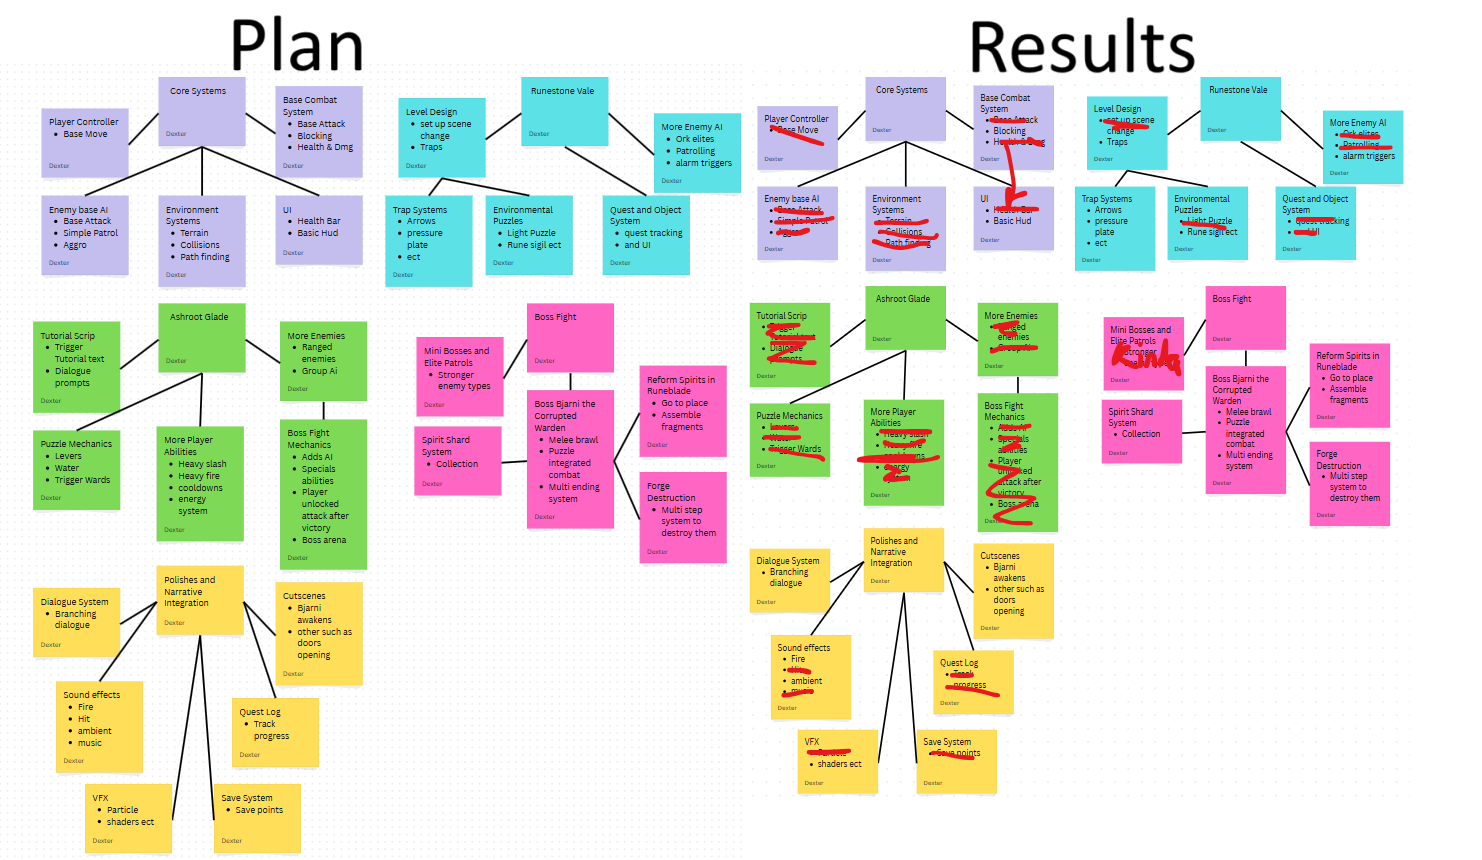 Plan
Core Systems
Dexter
Player Controller
• Base Move
Dexter
Base Combat
System
• Base Attack
• Blocking
• Health & Dmg
Dexter
Enemy base AI
• Base Attack
• Simple Patrol
• Aggro
Dexter
Environment
Systems
• Terrain
• Collisions
• Path finding
Dexter
UI
• Health Bar
• Basic Hud
Dexter
Runestone Vale
Dexter
Level Design
• set up scene
change
• Traps
Dexter
More Enemy AI
• Ork elites
• Patrolling
• alarm triggers
Dexter
Trap Systems
• Arrows
• pressure
plate
• ect
Dexter
Environmental
Puzzles
• Light Puzzle
• Rune sigil ect
Dexter
Quest and Object
System
• quest tracking
• and UI
Dexter
Ashroot Glade
Dexter
Tutorial Scrip
• Trigger
Tutorial text
• Dialogue
prompts
Dexter
More Enemies
• Ranged
enemies
• Group Ai
Dexter
Puzzle Mechanics
• Levers
• Water
• Trigger Wards
Dexter
More Player
Abilities
• Heavy slash
• Heavy fire
• cooldowns
• energy
system
Dexter
Boss Fight
Mechanics
• Adds AI
• Specials
abilities
• Player
unlocked
attack after
victory
• Boss arena
Dexter
Boss Fight
Dexter
Mini Bosses and
Elite Patrols
• Stronger
enemy types
Dexter
Spirit Shard
System
• Collection
Dexter
Boss Bjarni the
Corrupted
Warden
• Melee brawl
• Puzzle
integrated
combat
• Multi ending
system
Dexter
Reform Spirits in
Runeblade
• Go to place
• Assemble
fragments
Dexter
Forge
Destruction
• Multi step
system to
destroy them
Dexter
Polishes and
Narrative
Integration
Dexter
Dialogue System
• Branching
dialogue
Dexter
Cutscenes
• Bjarni
awakens
• other such as
doors
opening
Dexter
Sound effects
• Fire
• Hit
• ambient
• music
Dexter
Quest Log
• Track
progress
Dexter
VFX
• Particle
• shaders ect
Dexter
Save System
• Save points
Dexter
Results
Core Systems
Dexter
Player Controller
• Base Move
Dexter
Base Combat
System
• Base Attack
• Blocking
• Health & Dmg
Dexter
Enemy base AI
• Base Attack
• Simple Patrol
• Aggro
Dexter
Environment
Systems
• Terrain
• Collisions
• Path finding
Dexter
UI
• Health Bar
• Basic Hud
Dexter
Runestone Vale
Dexter
Level Design
• set up scene
change
• Traps
Dexter
More Enemy AI
• Ork elites
• Patrolling
• alarm triggers
Dexter
Trap Systems
• Arrows
• pressure
plate
• ect
Dexter
Environmental
Puzzles
• Light Puzzle
• Rune sigil ect
Dexter
Quest and Object
System
• quest tracking
• UI
Dexter
Ashroot Glade
Dexter
Tutorial Scrip
• Trigger
Tutorial text
• Dialogue
prompts
Dexter
More Enemies
• Ranged
enemies
• Group Ai
Dexter
Puzzle Mechanics
• Levers
• Water
• Trigger Wards
Dexter
More Player
Abilities
• Heavy slash
• Heavy fire
• energy
system
Dexter
Boss Fight
Mechanics
• Adds AI
• Specials
abilities
• Player
unlocked
attack after
victory
• Boss arena
Dexter
Boss Fight
Dexter
Mini Bosses and
Elite Patrols
• Stronger
Kinda
Dexter
Spirit Shard
System
• Collection
Dexter
Boss Bjarni the
Corrupted
Warden
• Melee brawl
• Puzzle
integrated
combat
• Multi ending
system
Dexter
Reform Spirits in
Runeblade
• Go to place
• Assemble
fragments
Dexter
Forge
Destruction
• Multi step
system to
destroy them
Dexter
Polishes and
Narrative
Integration
Dexter
Dialogue System
• Branching
dialogue
Dexter
Cutscenes
• Bjarni
awakens
• other such as
doors
opening
Dexter
Sound effects
• Fire
• Hit
• ambient
• music
Dexter
Quest Log
• Track
progress
Dexter
VFX
• Particle
• shaders ect
Dexter
Save System
• Save points
Dexter